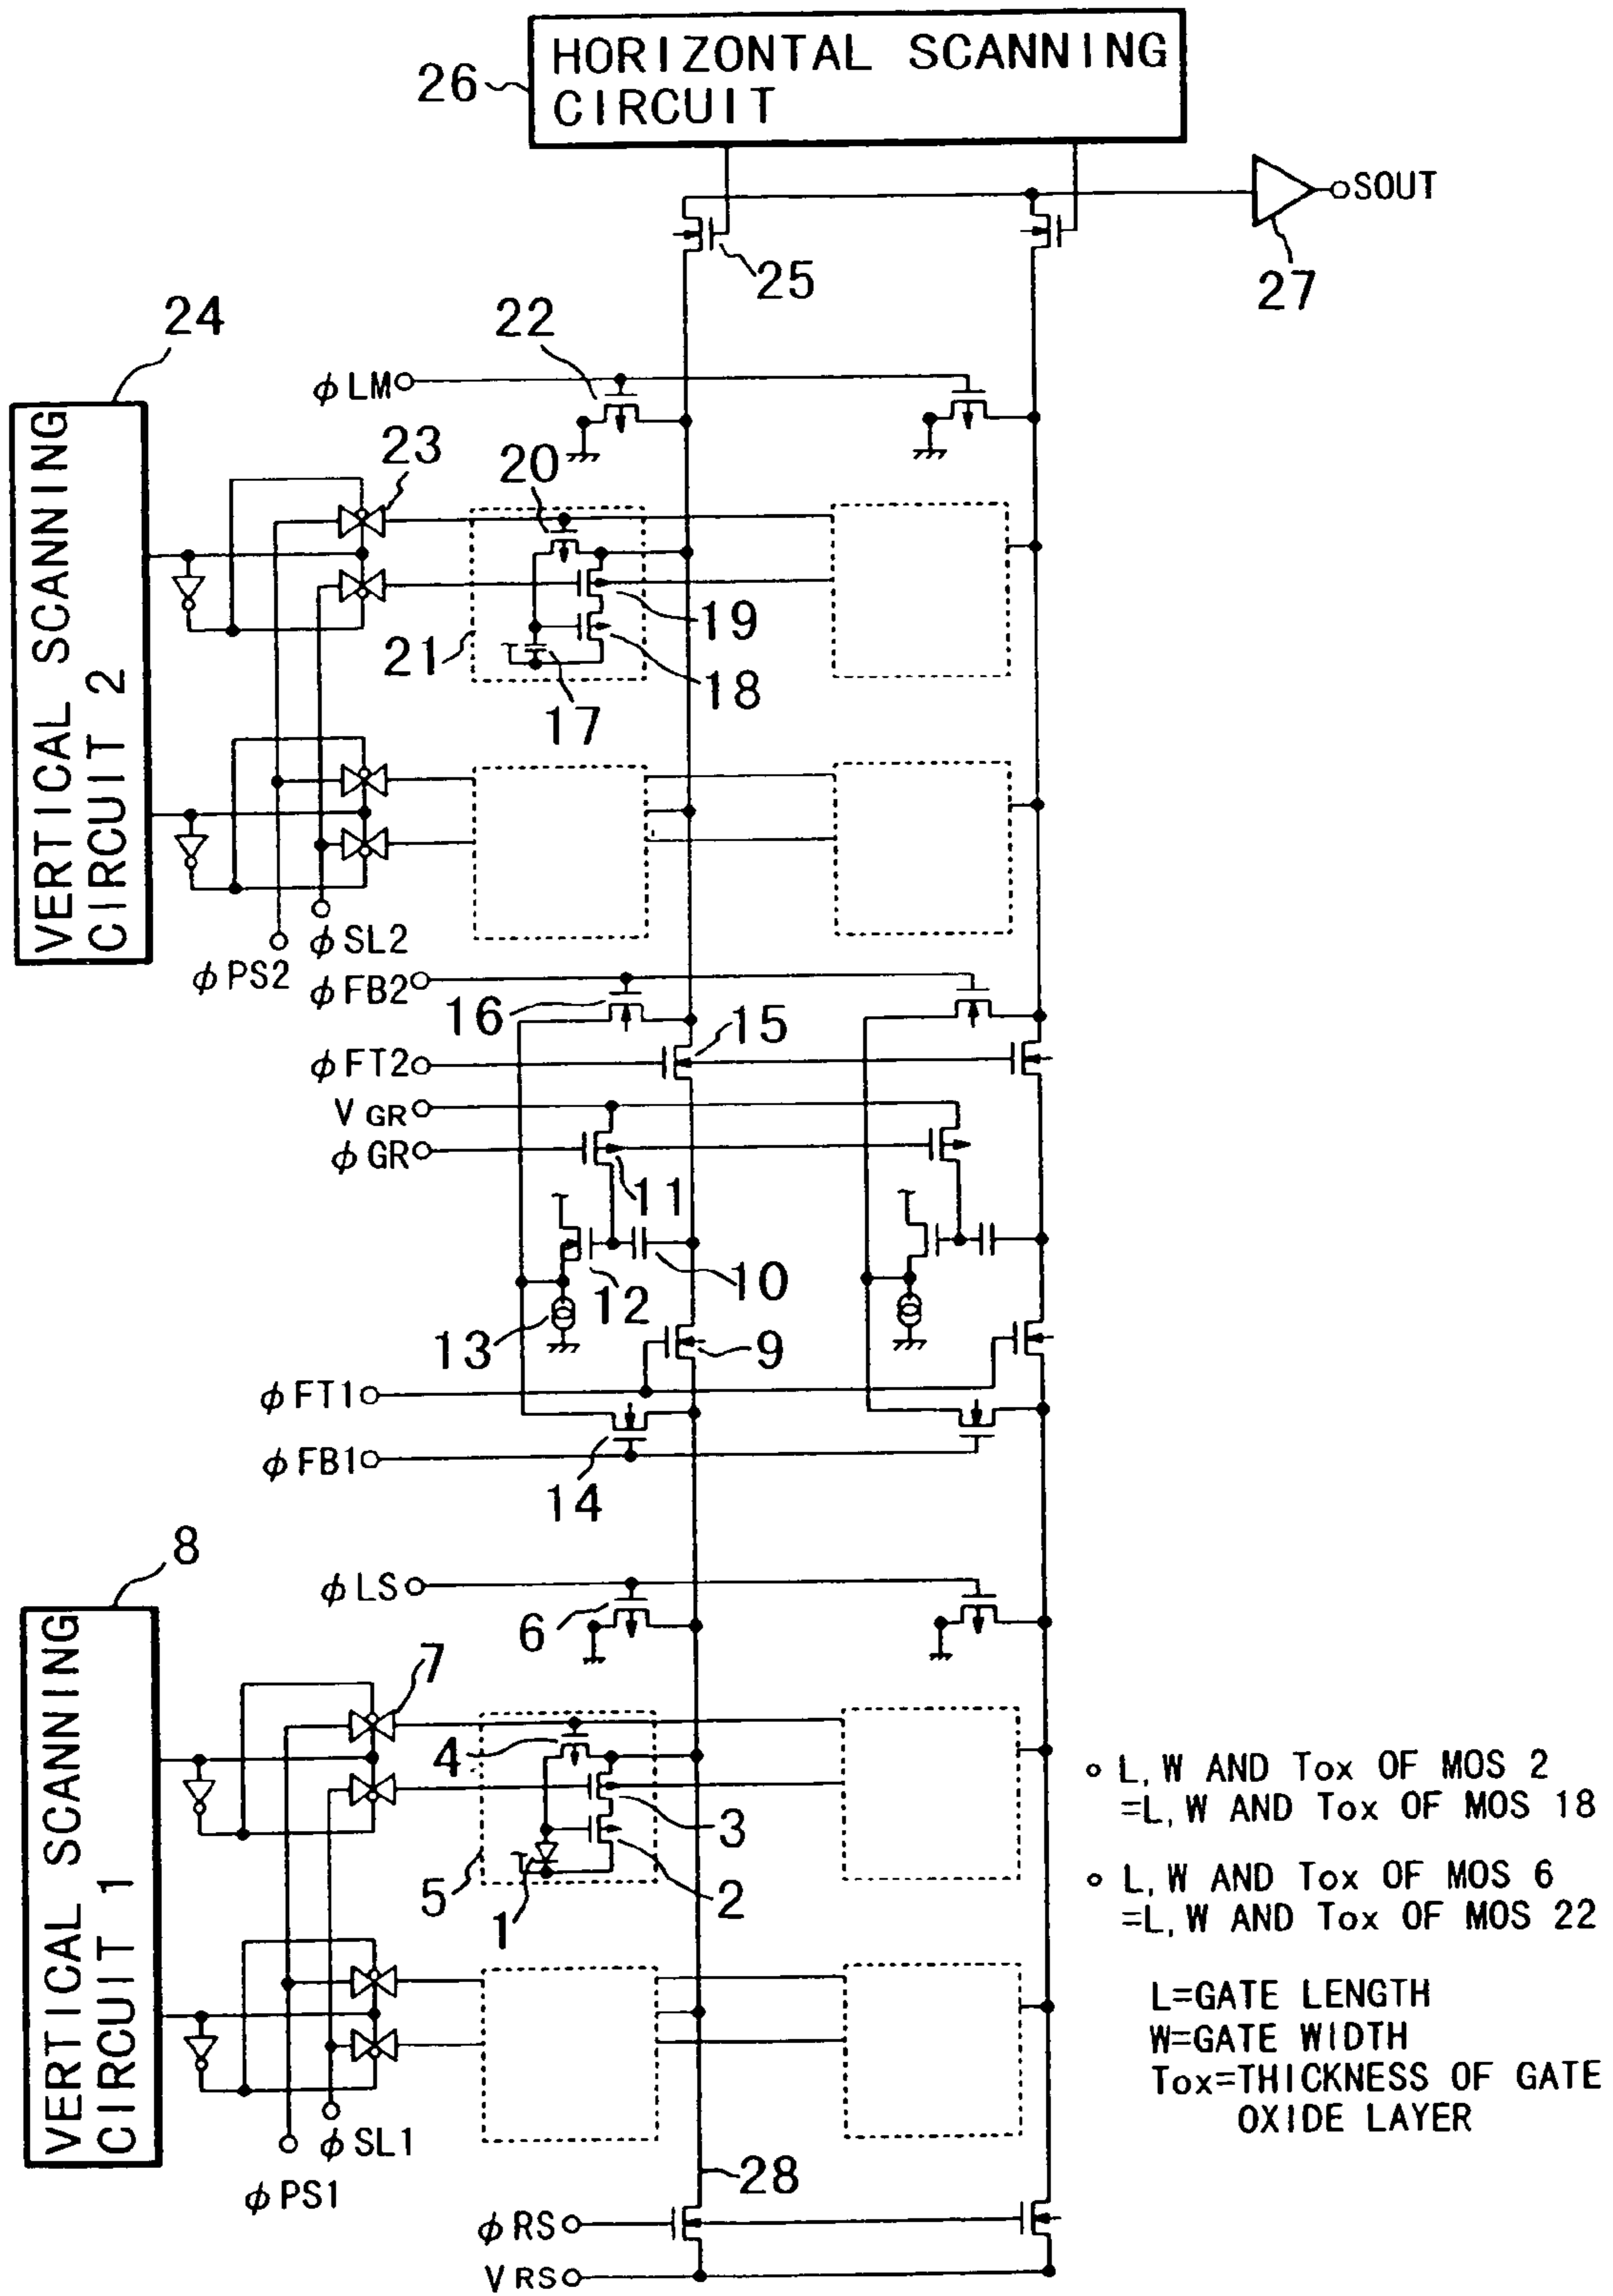 HORIZONTAL SCANNING
CIRCUIT
26
SOUT
27
25
24
22
φLM
23
20
VERTICAL SCANNING
CIRCUIT 2
19
21
18
17
φSL2
φPS2
φFB2
16
15
φFT2
VGR
φGR
11
10
12
13
9
φFT1
φFB1
14
8
φLS
6
VERTICAL SCANNING
CIRCUIT 1
7
4
3
5
1
2
L, W AND Tox OF MOS 2
=L, W AND Tox OF MOS 18
L, W AND Tox OF MOS 6
=L, W AND Tox OF MOS 22
L=GATE LENGTH
W=GATE WIDTH
Tox=THICKNESS OF GATE
OXIDE LAYER
φSL1
φPS1
28
φRS
VRS